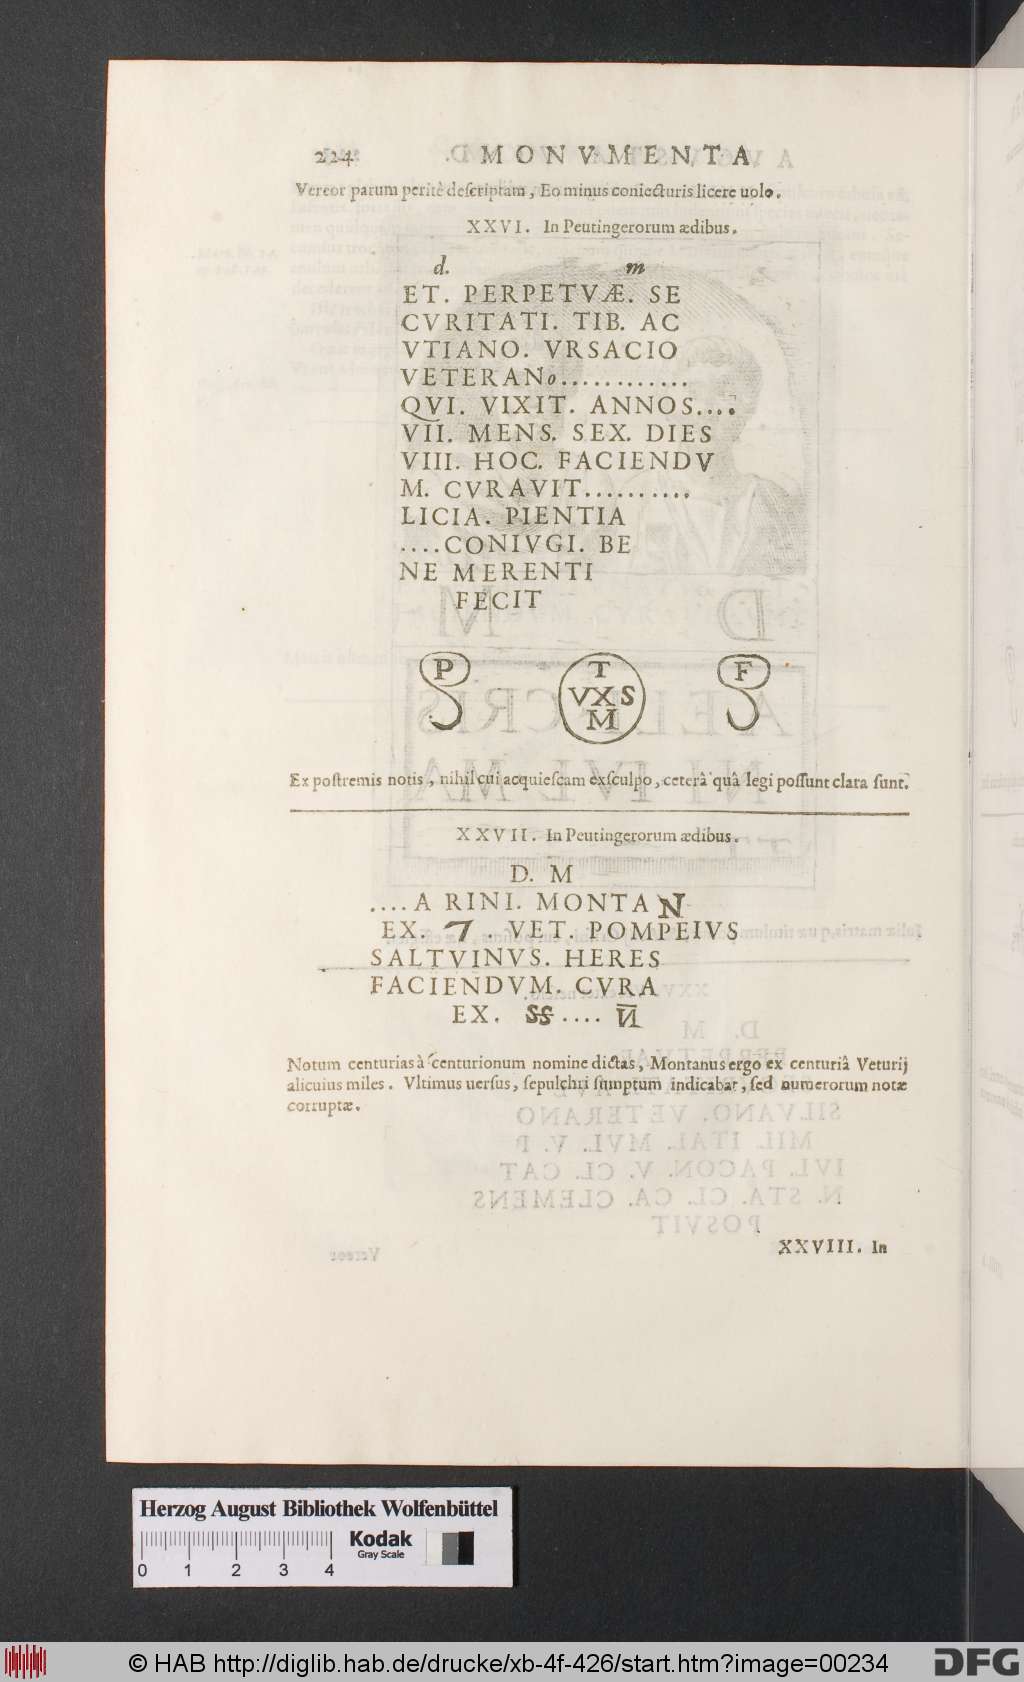 224 MONVMENTA
Vereor parum peritè descriptam, Eo minus coniecturis licere uolo.
XXVI. In Peutingerorum ædibus.
d. m
ET. PERPETVÆ. SE
CVRITATI. TIB. AC
VTIANO. VRSACIO
VETERANo............
QVI. VIXIT. ANNOS....
VII. MENS. SEX. DIES
VIII. HOC. FACIENDV
M. CVRAVIT..........
LICIA. PIENTIA
....CONIVGI. BE
NE MERENTI
FECIT
P T F
VXS
M
Ex postremis notis, nihil cui acquiescam exsculpo, ceterâ quâ legi possunt clara sunt.
XXVII. In Peutingerorum ædibus.
D. M
....A RINI. MONTAN
EX. 7. VET. POMPEIVS
SALTVINVS. HERES
FACIENDVM. CVRA
EX. SS .... VI
Notum centurias à centurionum nomine dictas, Montanus ergo ex centuriâ Veturij
alicuius miles. Vltimus uersus, sepulchri sumptum indicabat, sed numerorum notæ
corruptæ.
XXVIII. In
Herzog August Bibliothek Wolfenbüttel
Kodak
Gray Scale
0 1 2 3 4
© HAB http://diglib.hab.de/drucke/xb-4f-426/start.htm?image=00234
DFG